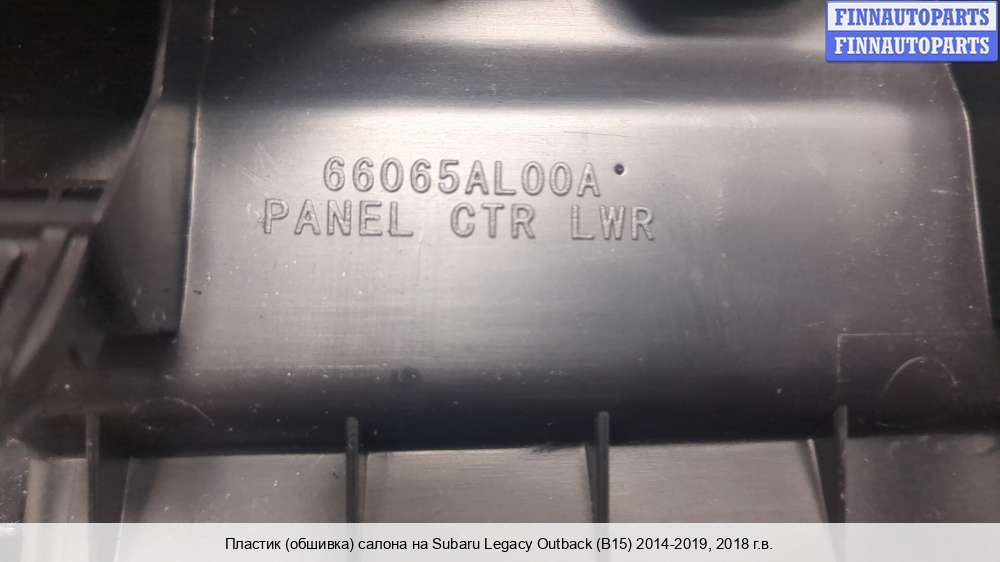 FINNAUTOPARTS
FINNAUTOPARTS
66065AL00A
PANEL CTR LWR
Пластик (обшивка) салона на Subaru Legacy Outback (B15) 2014-2019, 2018 г.в.